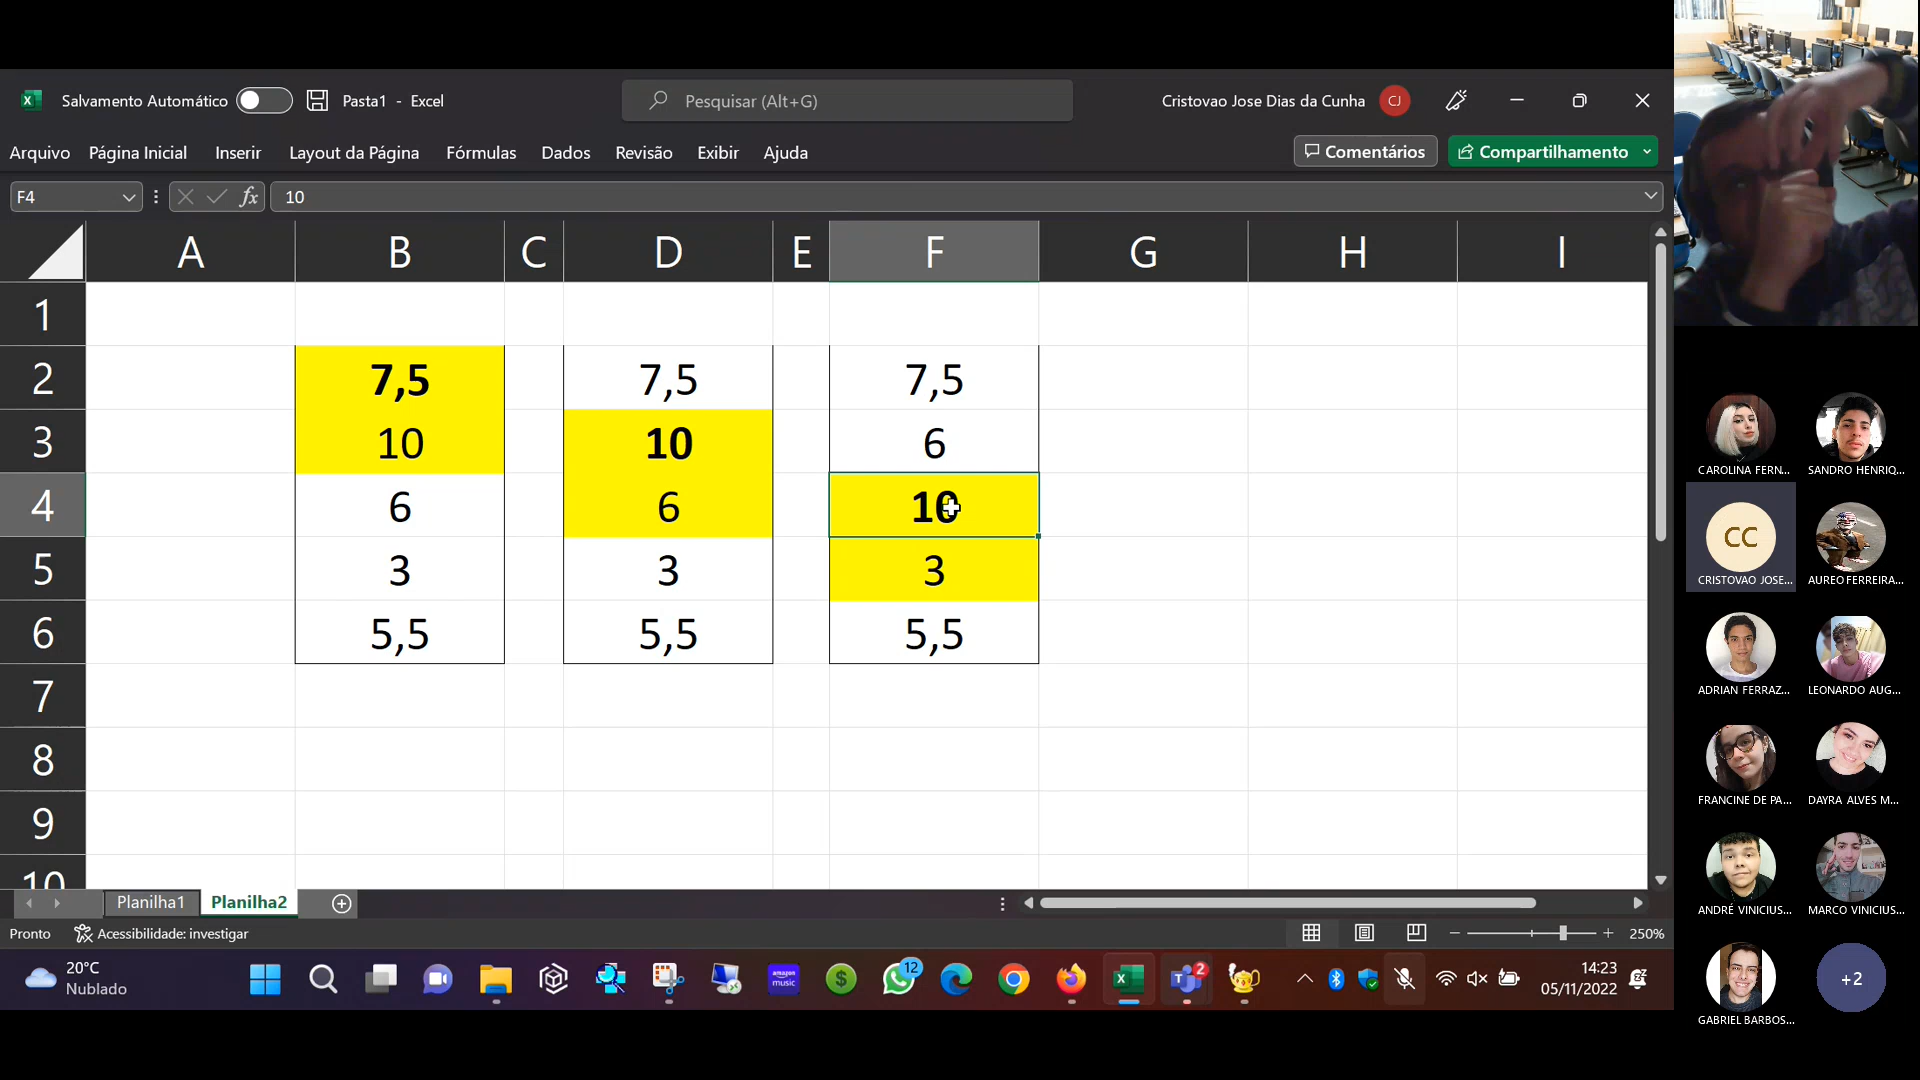 Salvamento Automático
Pasta1 - Excel
Pesquisar (Alt+G)
Cristovao Jose Dias da Cunha
CJ
Arquivo Página Inicial Inserir Layout da Página Fórmulas Dados Revisão Exibir Ajuda
Comentários
Compartilhamento
F4
fx
10
A B C D E F G H I
1
2 7,5 7,5 7,5
3 10 10 6
4 6 6 10
5 3 3 3
6 5,5 5,5 5,5
7
8
9
10
Planilha1 Planilha2
Pronto
Acessibilidade: investigar
250%
20°C
Nublado
amazon
music
12
2
14:23
05/11/2022
CAROLINA FERN...
SANDRO HENRIQ...
CC
CRISTOVAO JOSE...
AUREO FERREIRA...
ADRIAN FERRAZ...
LEONARDO AUG...
FRANCINE DE PA...
DAYRA ALVES M...
ANDRÉ VINICIUS...
MARCO VINICIUS...
GABRIEL BARBOS...
+2